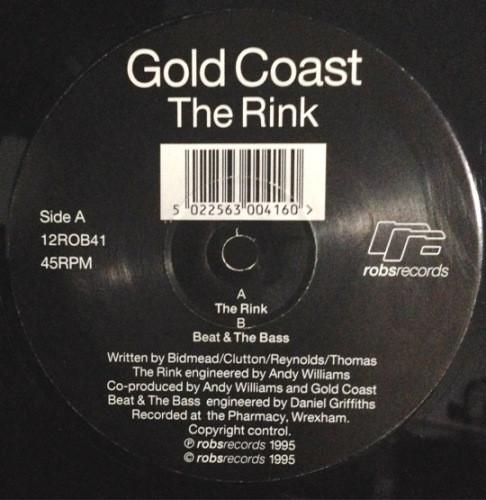 Gold Coast
The Rink
5 022563 004160 >
Side A
12ROB41
45RPM
robsrecords
A
The Rink
B
Beat & The Bass
Written by Bidmead/Clutton/Reynolds/Thomas
The Rink engineered by Andy Williams
Co-produced by Andy Williams and Gold Coast
Beat & The Bass engineered by Daniel Griffiths
Recorded at the Pharmacy, Wrexham.
Copyright control.
℗ robsrecords 1995
© robsrecords 1995